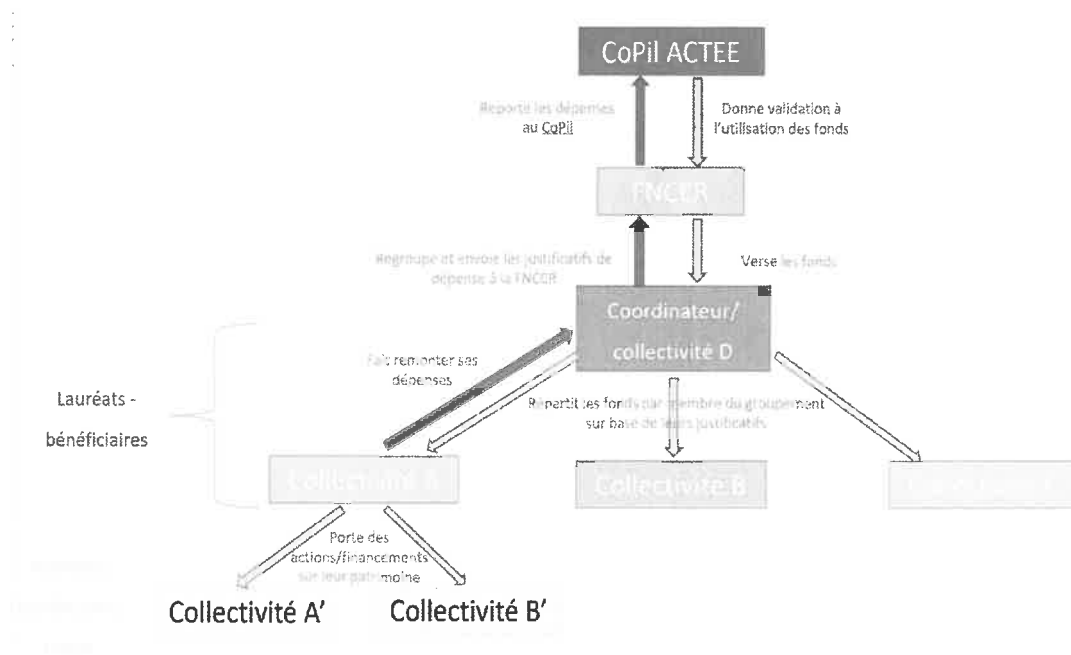 CoPil ACTEE
Reporte les dépenses
au CoPil
Donne validation à
l'utilisation des fonds
FNCER
Regroupe et envoie les justificatifs de
dépense à la FNCER
Verse les fonds
Coordinateur/
collectivité D
Fait remonter ses
dépenses
Répartit les fonds par membre du groupement
sur base de leurs justificatifs
Lauréats -
bénéficiaires
Collectivité A
Collectivité B
Porte des
actions/financements
sur leur patrimoine
Collectivité A'
Collectivité B'